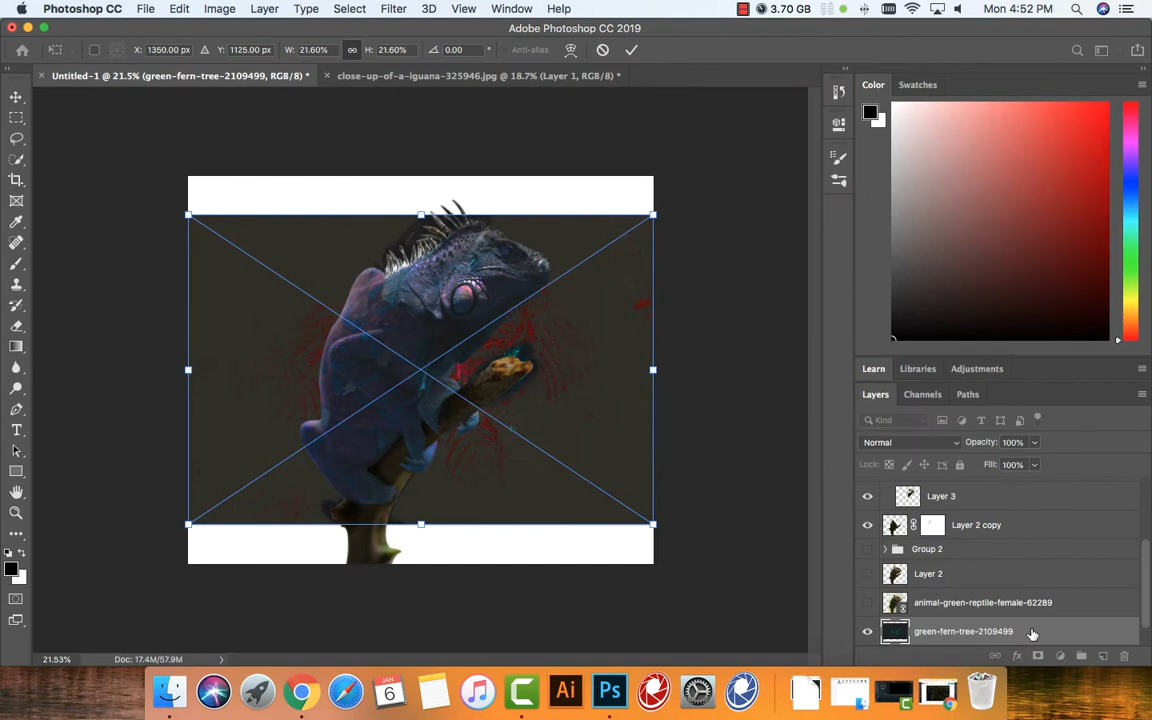 Photoshop CC File Edit Image Layer Type Select Filter 3D View Window Help 3.70 GB Mon 4:52 PM
Adobe Photoshop CC 2019
X: 1350.00 px Y: 1125.00 px W: 21.60% H: 21.60% 0.00 ° Anti-alias
Untitled-1 @ 21.5% (green-fern-tree-2109499, RGB/8) * close-up-of-a-iguana-325946.jpg @ 18.7% (Layer 1, RGB/8) *
Color Swatches
Learn Libraries Adjustments
Layers Channels Paths
Kind
Normal Opacity: 100%
Lock: Fill: 100%
Layer 3
Layer 2 copy
Group 2
Layer 2
animal-green-reptile-female-62289
green-fern-tree-2109499
21.53% Doc: 17.4M/57.9M
JAN
6
Ai Ps